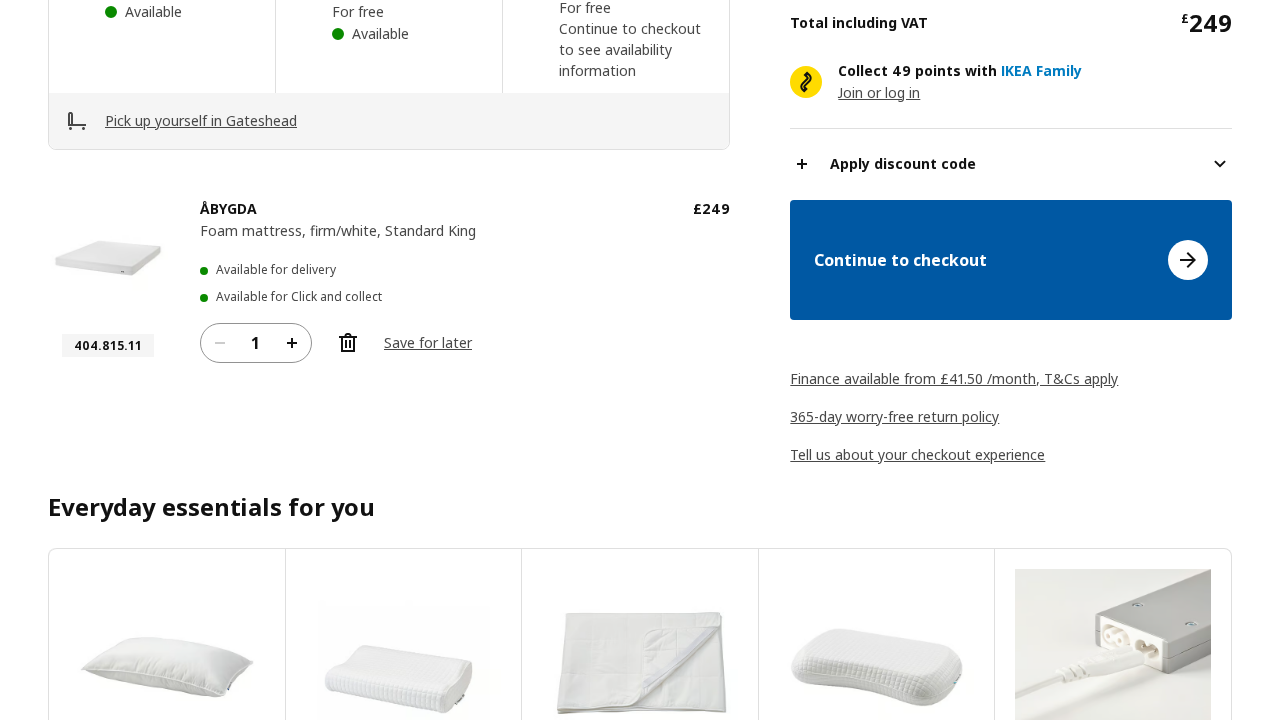 Available
For free
Available
For free
Continue to checkout
to see availability
information
Pick up yourself in Gateshead
ÅBYGDA
£249
Foam mattress, firm/white, Standard King
Available for delivery
Available for Click and collect
404.815.11
1
Save for later
Total including VAT
£249
Collect 49 points with IKEA Family
Join or log in
Apply discount code
Continue to checkout
Finance available from £41.50 /month, T&Cs apply
365-day worry-free return policy
Tell us about your checkout experience
Everyday essentials for you